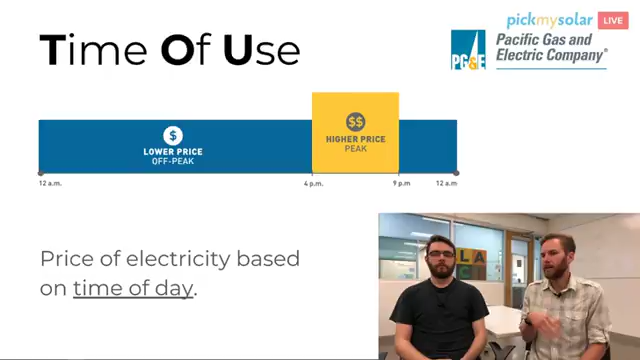 pickmysolar LIVE
Time Of Use
PG&E Pacific Gas and
Electric Company®
$
LOWER PRICE
OFF-PEAK
$$
HIGHER PRICE
PEAK
12 a.m.
4 p.m.
9 p.m
12 a.m
Price of electricity based
on time of day.
LA
C